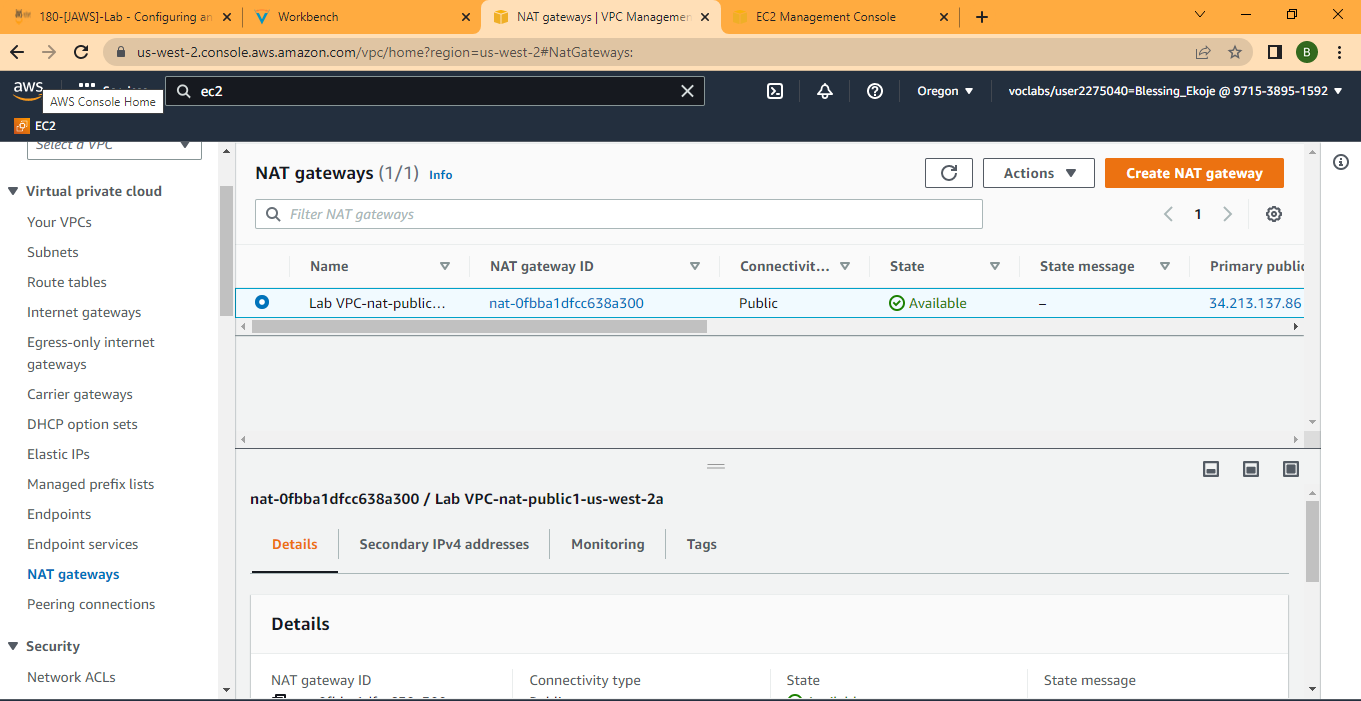 180-[JAWS]-Lab - Configuring an
Workbench
NAT gateways | VPC Managemen
EC2 Management Console
us-west-2.console.aws.amazon.com/vpc/home?region=us-west-2#NatGateways:
B
aws
ec2
Oregon
voclabs/user2275040=Blessing_Ekoje @ 9715-3895-1592
AWS Console Home
EC2
Select a VPC
Virtual private cloud
Your VPCs
Subnets
Route tables
Internet gateways
Egress-only internet
gateways
Carrier gateways
DHCP option sets
Elastic IPs
Managed prefix lists
Endpoints
Endpoint services
NAT gateways
Peering connections
Security
Network ACLs
NAT gateways (1/1) Info
Actions
Create NAT gateway
Filter NAT gateways
1
Name
NAT gateway ID
Connectivit...
State
State message
Primary public
Lab VPC-nat-public...
nat-0fbba1dfcc638a300
Public
Available
–
34.213.137.86
nat-0fbba1dfcc638a300 / Lab VPC-nat-public1-us-west-2a
Details
Secondary IPv4 addresses
Monitoring
Tags
Details
NAT gateway ID
Connectivity type
State
State message